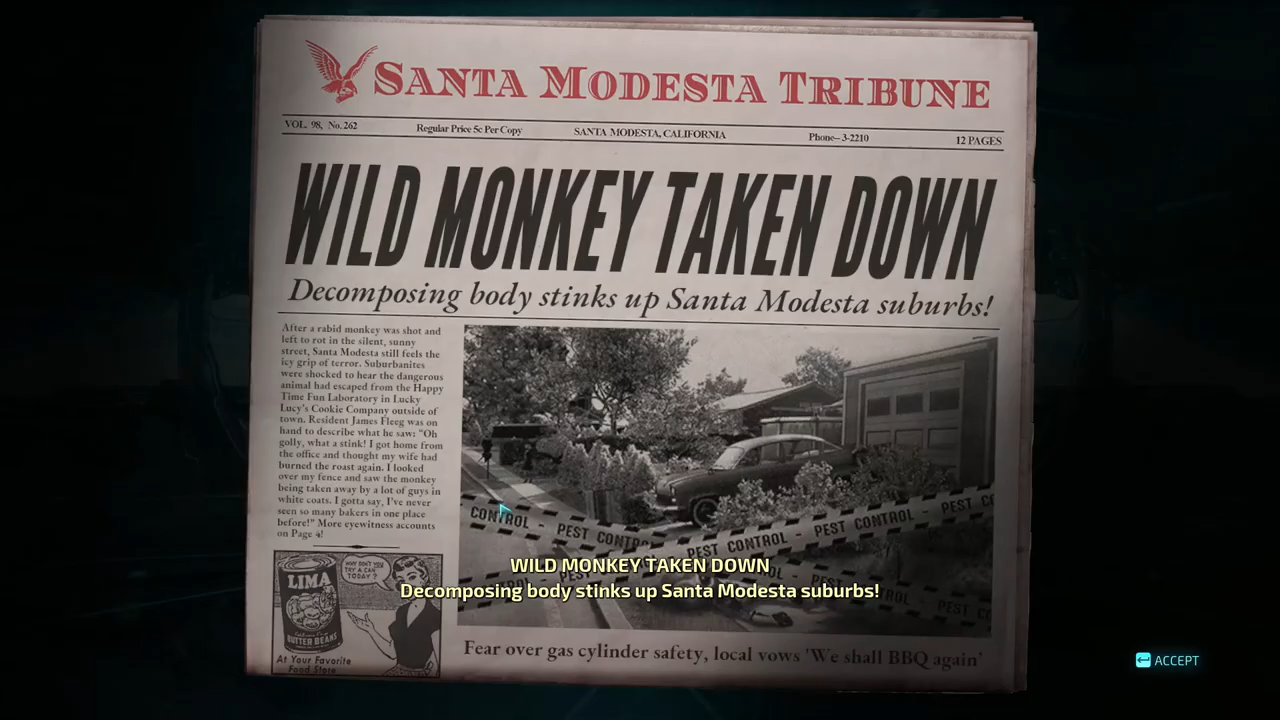 SANTA MODESTA TRIBUNE
VOL. 98, No. 262 Regular Price 5c Per Copy SANTA MODESTA, CALIFORNIA Phone–3-2210 12 PAGES
WILD MONKEY TAKEN DOWN
Decomposing body stinks up Santa Modesta suburbs!
After a rabid monkey was shot and
left to rot in the silent, sunny
street, Santa Modesta still feels the
icy grip of terror. Suburbanites
were shocked to hear the dangerous
animal had escaped from the Happy
Time Fun Laboratory in Lucky
Lucy's Cookie Company outside of
town. Resident James Fleeg was on
hand to describe what he saw: "Oh
golly, what a stink! I got home from
the office and thought my wife had
burned the roast again. I looked
over my fence and saw the monkey
being taken away by a lot of guys in
white coats. I gotta say, I've never
seen so many bakers in one place
before!" More eyewitness accounts
on Page 4!
LIMA
BUTTER BEANS
WHY DON'T YOU
TRY A CAN
TODAY?
At Your Favorite
Food Store
CONTROL - PEST CONTROL
PEST CONTROL - PEST CONTROL - PEST CO
PEST CONTROL
PEST CO
WILD MONKEY TAKEN DOWN
Decomposing body stinks up Santa Modesta suburbs!
Fear over gas cylinder safety, local vows 'We shall BBQ again'
ACCEPT